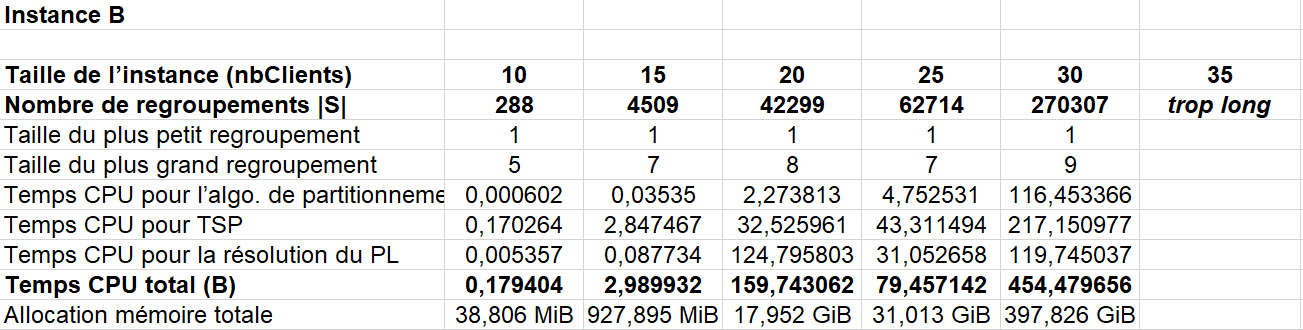 Instance B
Taille de l’instance (nbClients) 10 15 20 25 30 35
Nombre de regroupements |S| 288 4509 42299 62714 270307 trop long
Taille du plus petit regroupement 1 1 1 1 1
Taille du plus grand regroupement 5 7 8 7 9
Temps CPU pour l’algo. de partitionneme 0,000602 0,03535 2,273813 4,752531 116,453366
Temps CPU pour TSP 0,170264 2,847467 32,525961 43,311494 217,150977
Temps CPU pour la résolution du PL 0,005357 0,087734 124,795803 31,052658 119,745037
Temps CPU total (B) 0,179404 2,989932 159,743062 79,457142 454,479656
Allocation mémoire totale 38,806 MiB 927,895 MiB 17,952 GiB 31,013 GiB 397,826 GiB